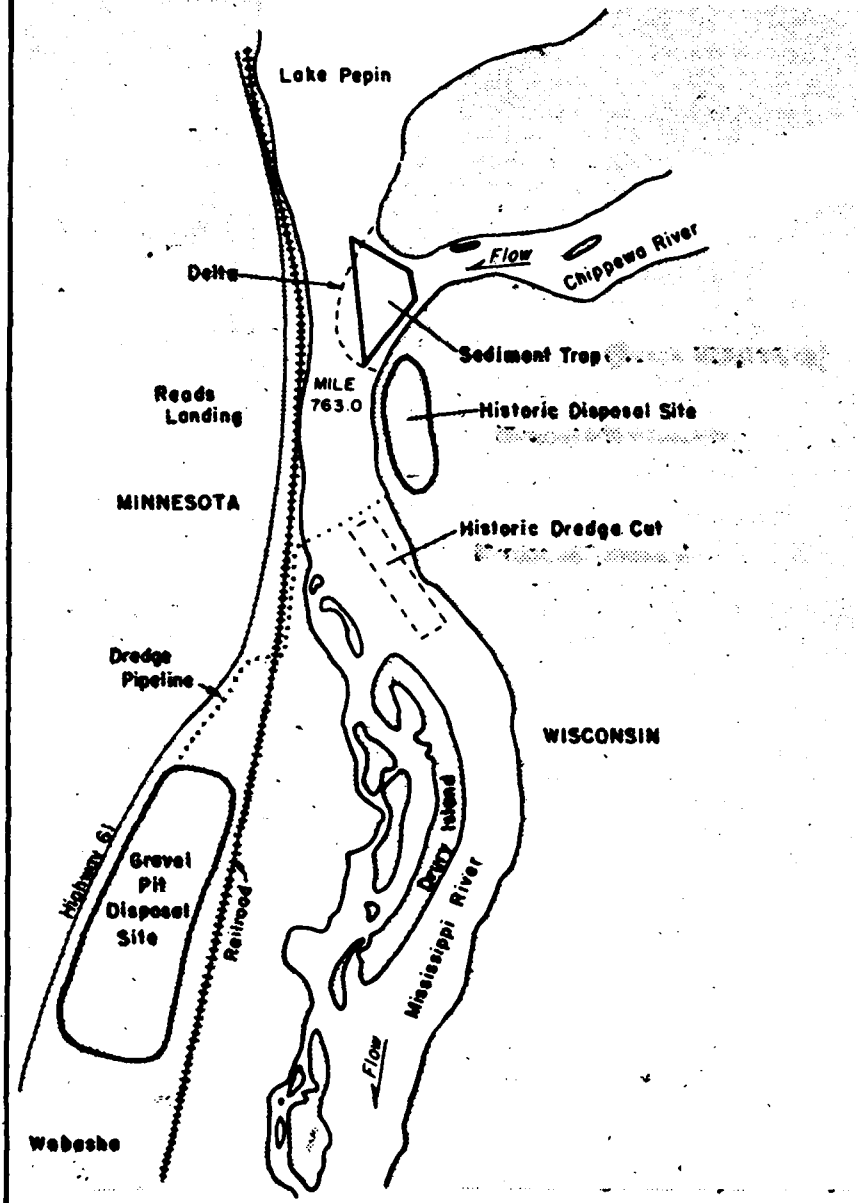 Lake Pepin
Flow
Chippewa River
Delta
Sediment Trap
MILE
763.0
Reads
Landing
Historic Disposal Site
MINNESOTA
Historic Dredge Cut
Dredge
Pipeline
WISCONSIN
Drury Island
Highway 61
Gravel
Pit
Disposal
Site
Railroad
Mississippi River
Flow
Wabasha